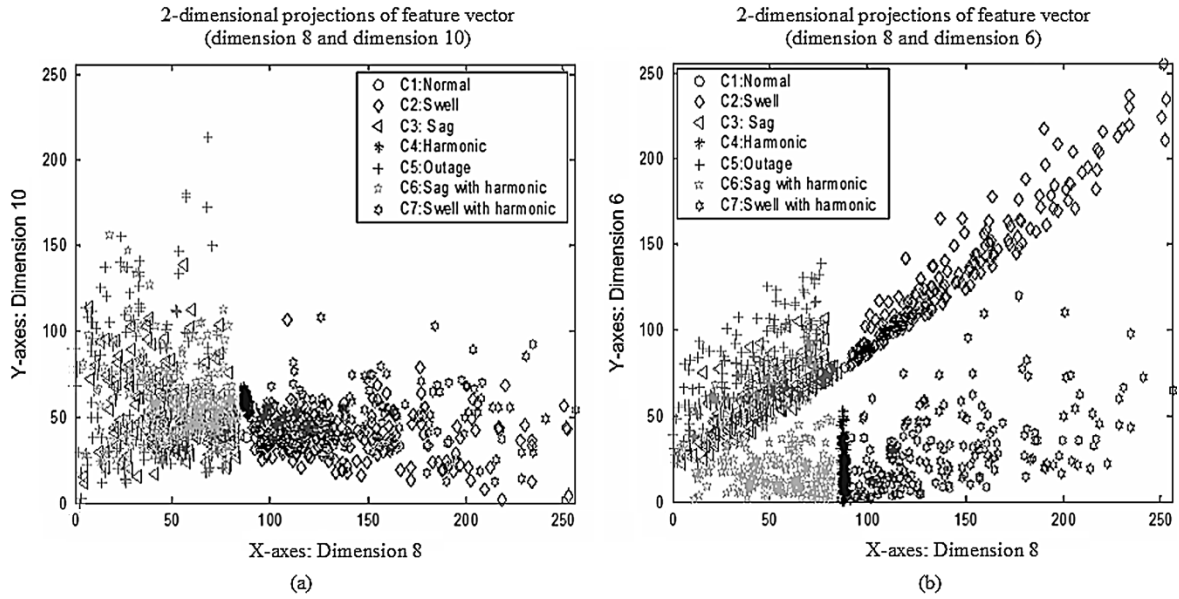 2-dimensional projections of feature vector
(dimension 8 and dimension 10)
250
200
150
100
50
0
0
50
100
150
200
250
C1:Normal
C2:Swell
C3: Sag
C4:Harmonic
C5:Outage
C6:Sag with harmonic
C7:Swell with harmonic
Y-axes: Dimension 10
X-axes: Dimension 8
(a)
2-dimensional projections of feature vector
(dimension 8 and dimension 6)
250
200
150
100
50
0
0
50
100
150
200
250
C1:Normal
C2:Swell
C3: Sag
C4:Harmonic
C5:Outage
C6:Sag with harmonic
C7:Swell with harmonic
Y-axes: Dimension 6
X-axes: Dimension 8
(b)